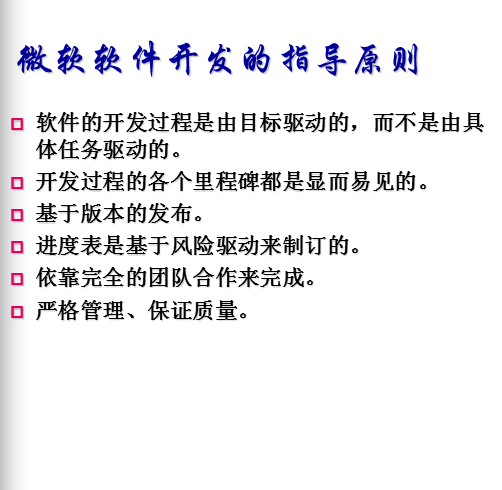 微软软件开发的指导原则
软件的开发过程是由目标驱动的，而不是由具
体任务驱动的。
开发过程的各个里程碑都是显而易见的。
基于版本的发布。
进度表是基于风险驱动来制订的。
依靠完全的团队合作来完成。
严格管理、保证质量。